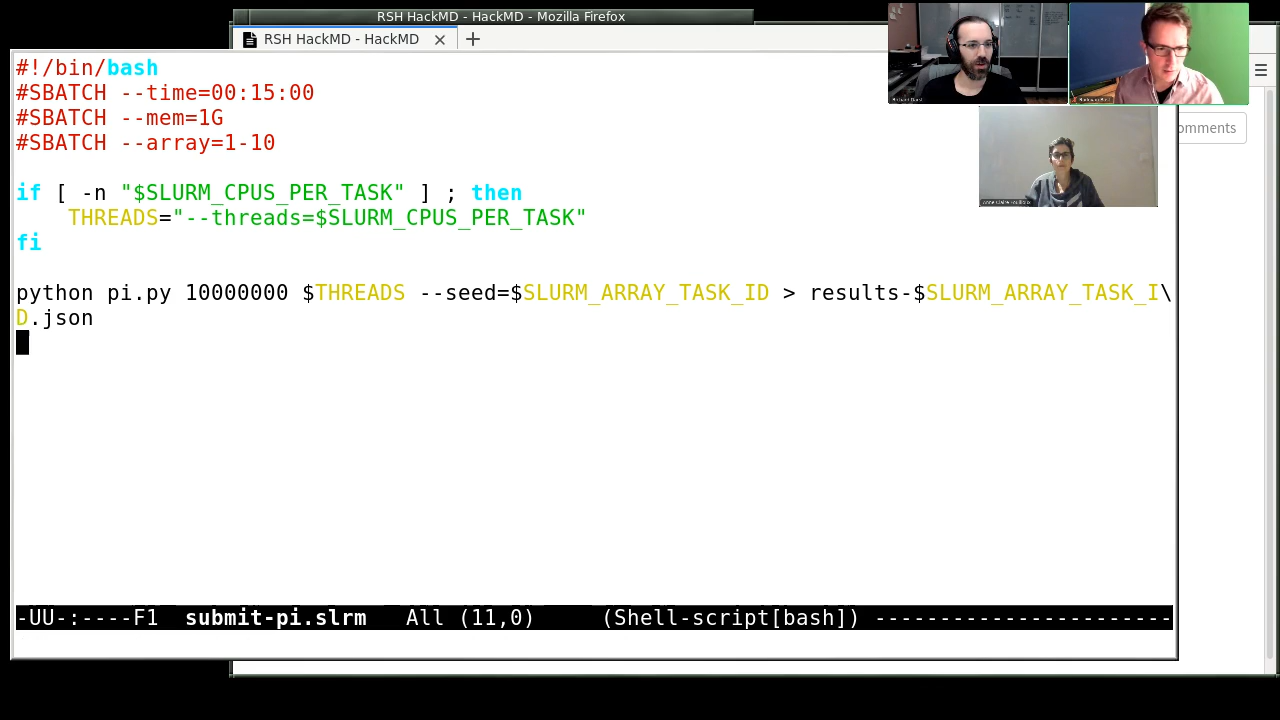 RSH HackMD - HackMD - Mozilla Firefox
RSH HackMD - HackMD
#!/bin/bash
#SBATCH --time=00:15:00
#SBATCH --mem=1G
#SBATCH --array=1-10
omments
if [ -n "$SLURM_CPUS_PER_TASK" ] ; then
    THREADS="--threads=$SLURM_CPUS_PER_TASK"
fi
python pi.py 10000000 $THREADS --seed=$SLURM_ARRAY_TASK_ID > results-$SLURM_ARRAY_TASK_I\
D.json
-UU-:----F1  submit-pi.slrm   All (11,0)     (Shell-script[bash]) -----------------------